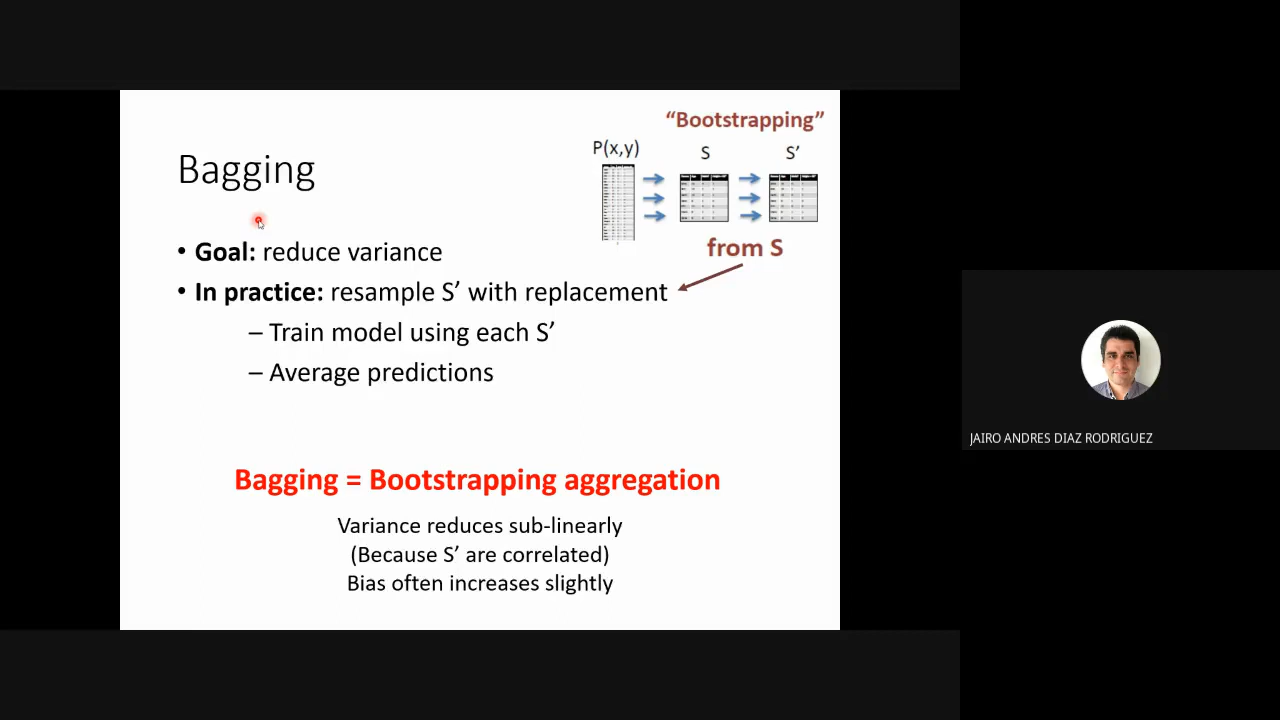 “Bootstrapping”
P(x,y)
S
S’
Bagging
from S
• Goal: reduce variance
• In practice: resample S’ with replacement
– Train model using each S’
– Average predictions
Bagging = Bootstrapping aggregation
Variance reduces sub-linearly
(Because S’ are correlated)
Bias often increases slightly
JAIRO ANDRES DIAZ RODRIGUEZ